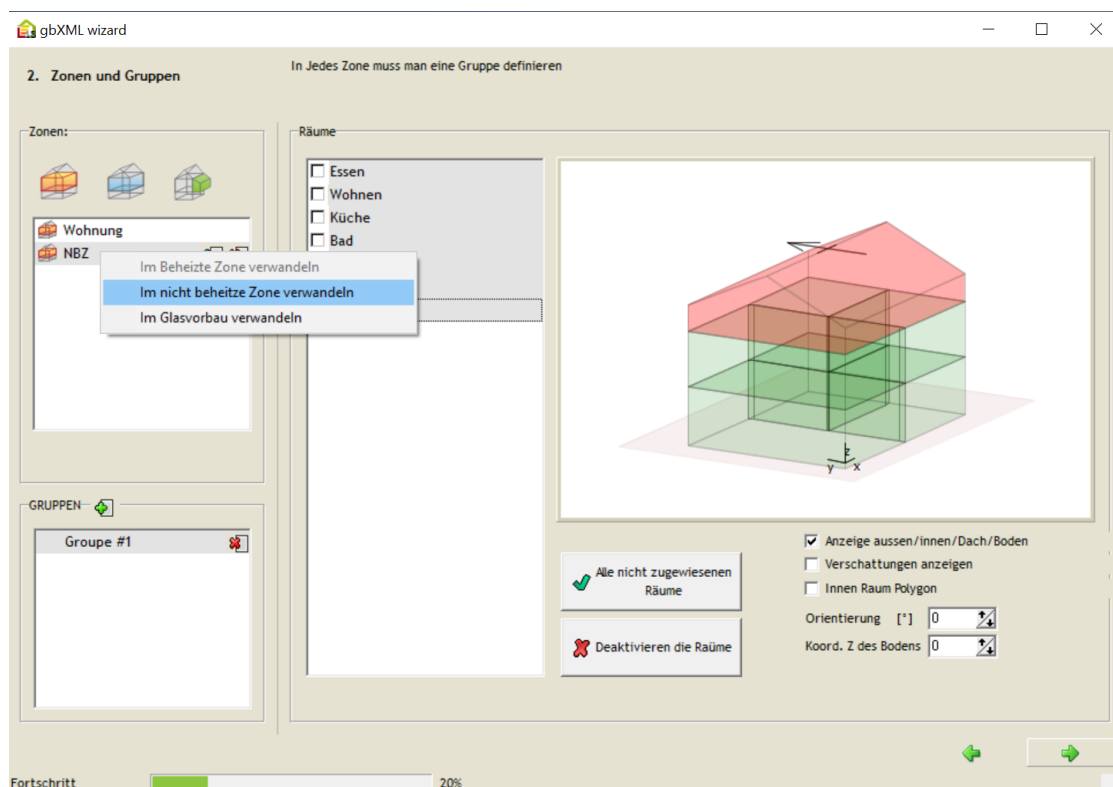 gbXML wizard
2. Zonen und Gruppen
In Jedes Zone muss man eine Gruppe definieren
Zonen:
Wohnung
NBZ
Im Beheizte Zone verwandeln
Im nicht beheitze Zone verwandeln
Im Glasvorbau verwandeln
GRUPPEN
Groupe #1
Räume
Essen
Wohnen
Küche
Bad
z
y
x
Alle nicht zugewiesenen
Räume
Deaktivieren die Raüme
Anzeige aussen/innen/Dach/Boden
Verschattungen anzeigen
Innen Raum Polygon
Orientierung [°] 0
Koord. Z des Bodens 0
Fortschritt 20%